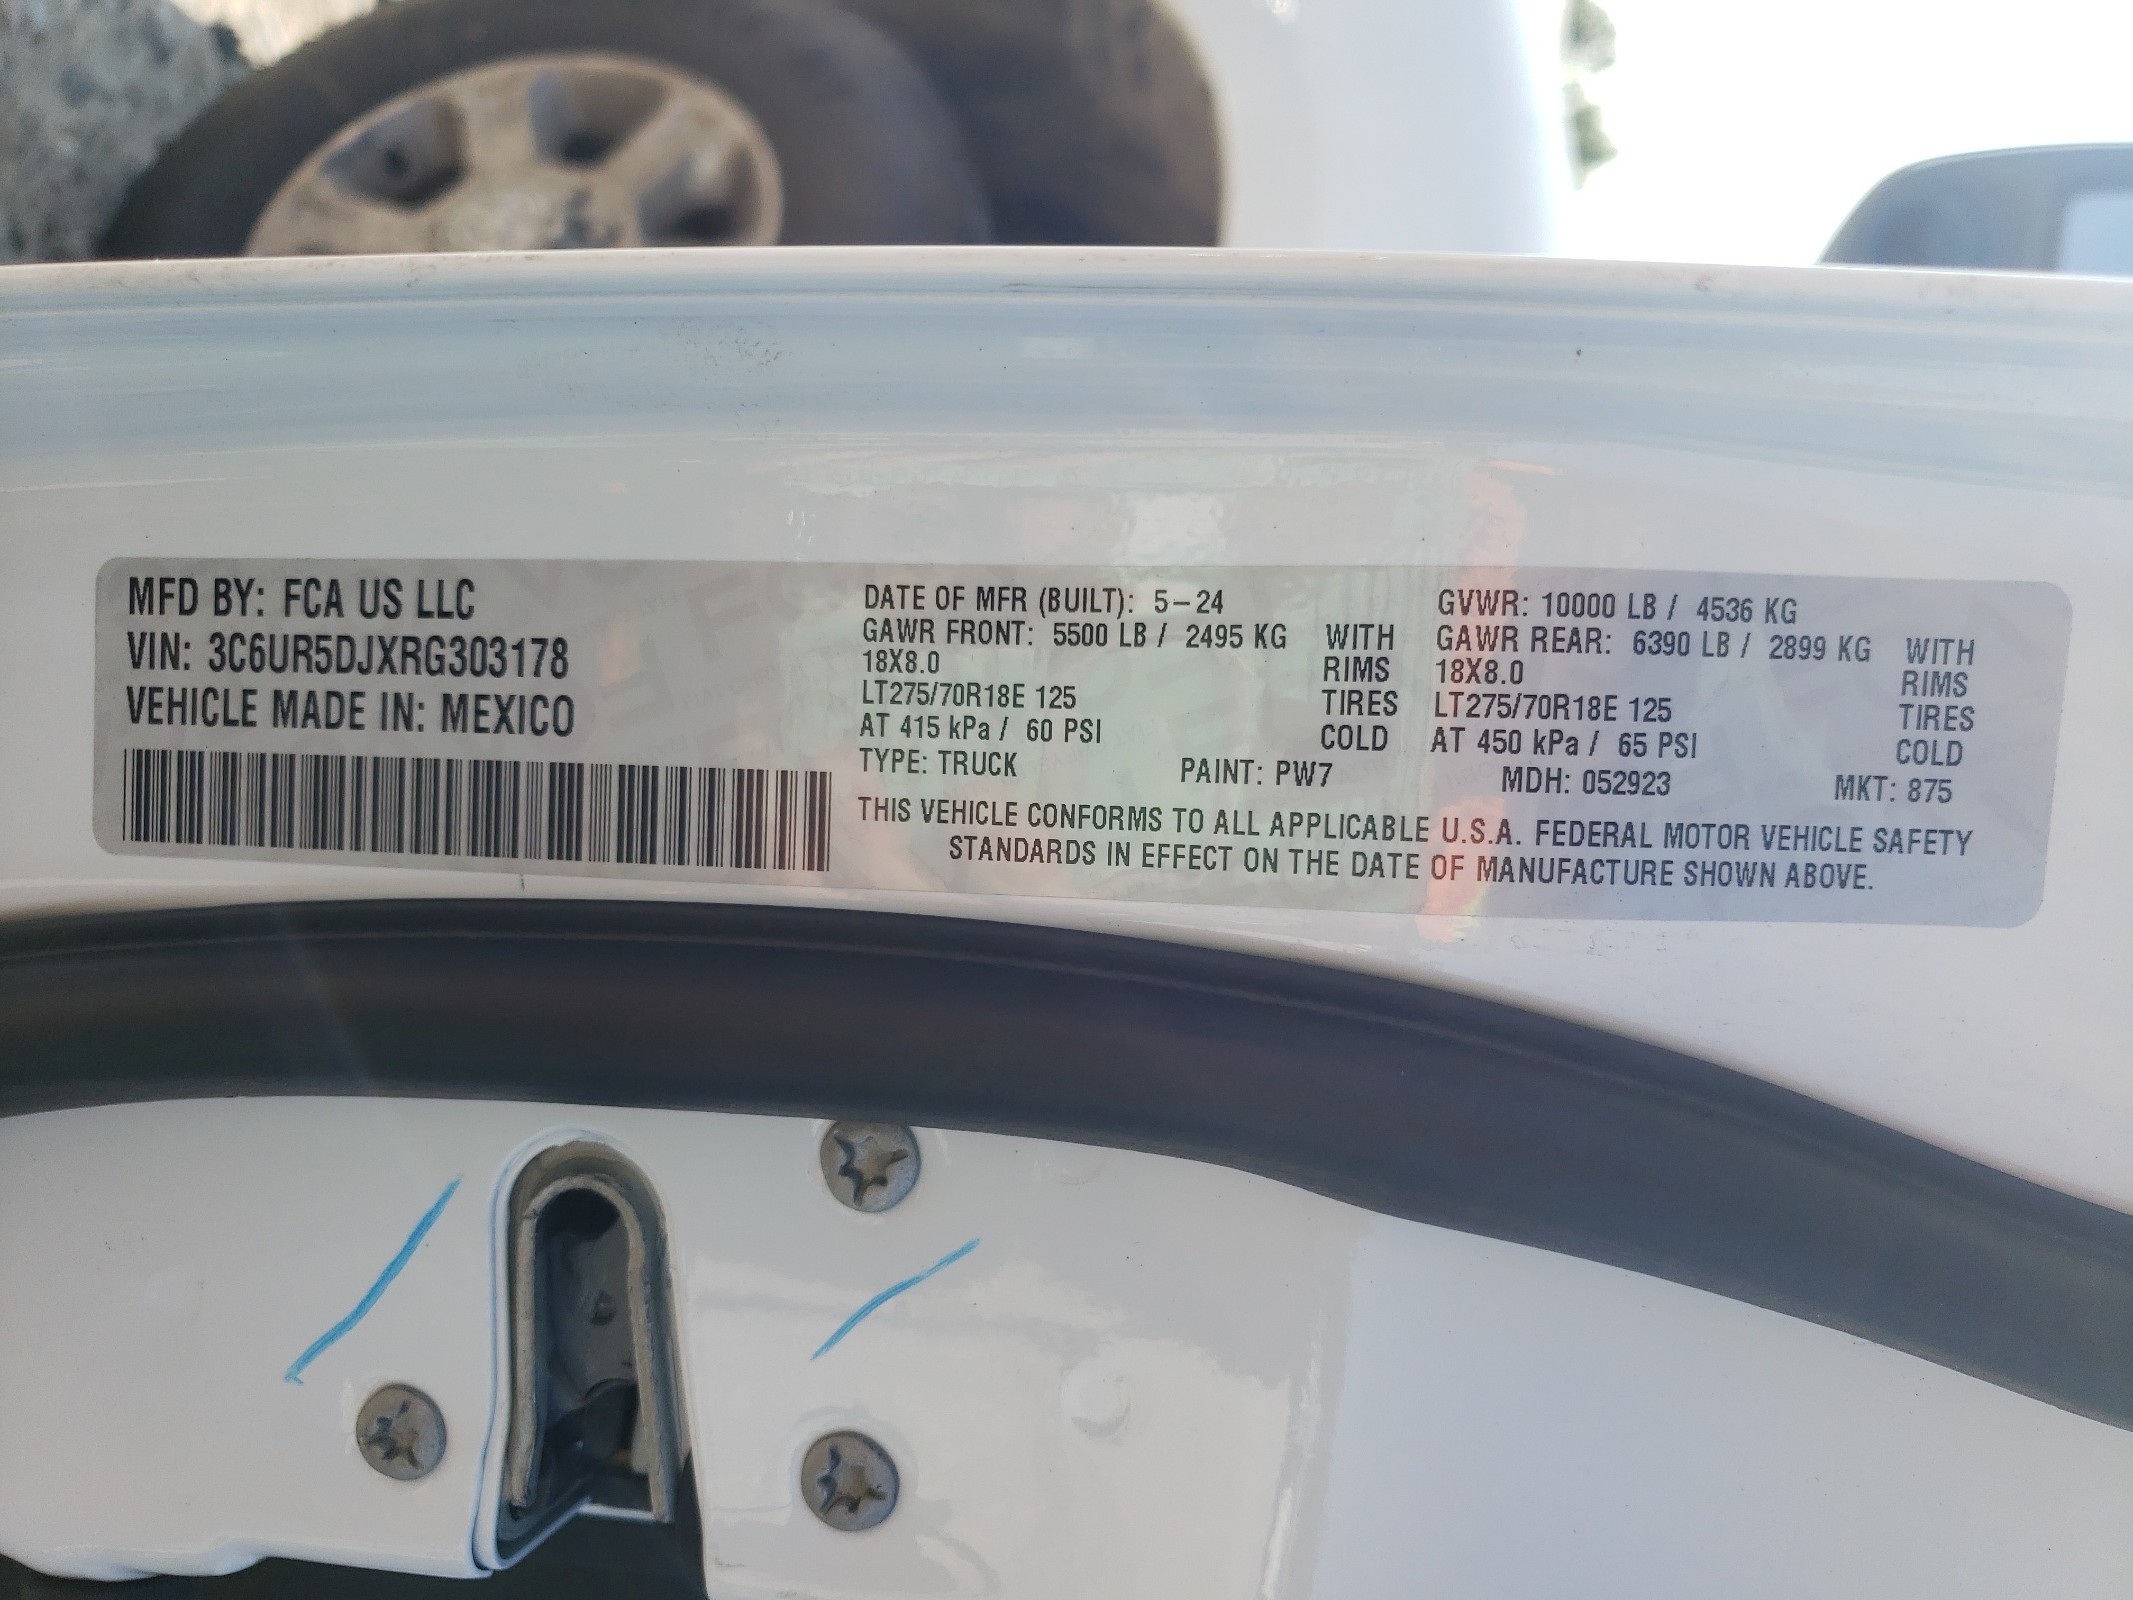 MFD BY: FCA US LLC
VIN: 3C6UR5DJXRG303178
VEHICLE MADE IN: MEXICO
DATE OF MFR (BUILT): 5-24
GAWR FRONT: 5500 LB / 2495 KG WITH
18X8.0 RIMS
LT275/70R18E 125 TIRES
AT 415 kPa / 60 PSI COLD
GVWR: 10000 LB / 4536 KG
GAWR REAR: 6390 LB / 2899 KG WITH
18X8.0 RIMS
LT275/70R18E 125 TIRES
AT 450 kPa / 65 PSI COLD
TYPE: TRUCK PAINT: PW7 MDH: 052923 MKT: 875
THIS VEHICLE CONFORMS TO ALL APPLICABLE U.S.A. FEDERAL MOTOR VEHICLE SAFETY
STANDARDS IN EFFECT ON THE DATE OF MANUFACTURE SHOWN ABOVE.